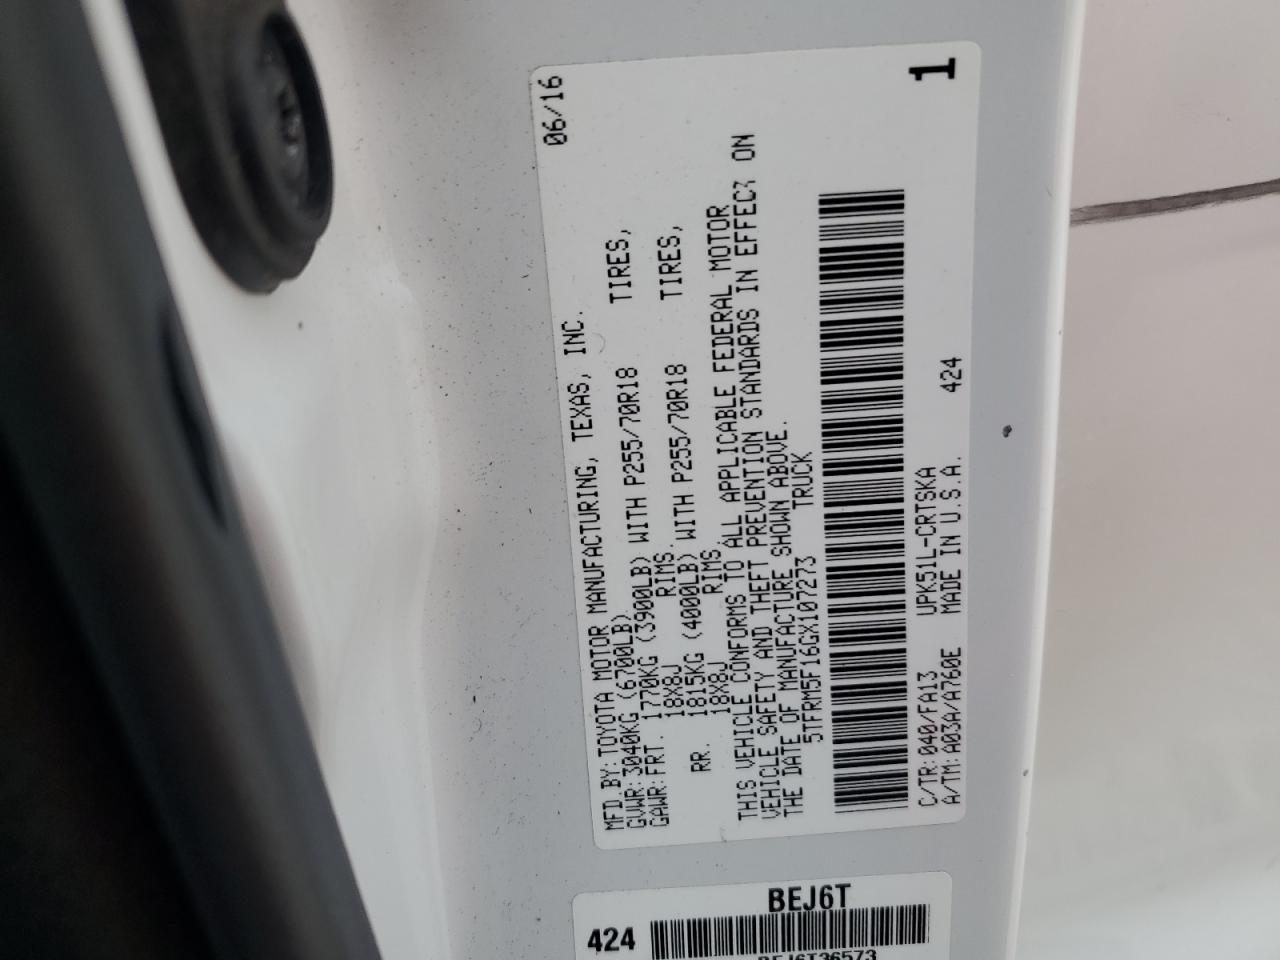 06/16
MFD.BY:TOYOTA MOTOR MANUFACTURING, TEXAS, INC.
GVWR:3040KG (6700LB)
GAWR:FRT. 1770KG (3900LB) WITH P255/70R18 TIRES,
18X8J RIMS.
RR. 1815KG (4000LB) WITH P255/70R18 TIRES,
18X8J RIMS
THIS VEHICLE CONFORMS TO ALL APPLICABLE FEDERAL MOTOR
VEHICLE SAFETY AND THEFT PREVENTION STANDARDS IN EFFECT ON
THE DATE OF MANUFACTURE SHOWN ABOVE.
5TFRM5F16GX107273 TRUCK
C/TR:040/FA13 UPK51L-CRTSKA 424
A/TM:A03A/A760E MADE IN U.S.A.
1
BEJ6T
424
BEJ6T36573